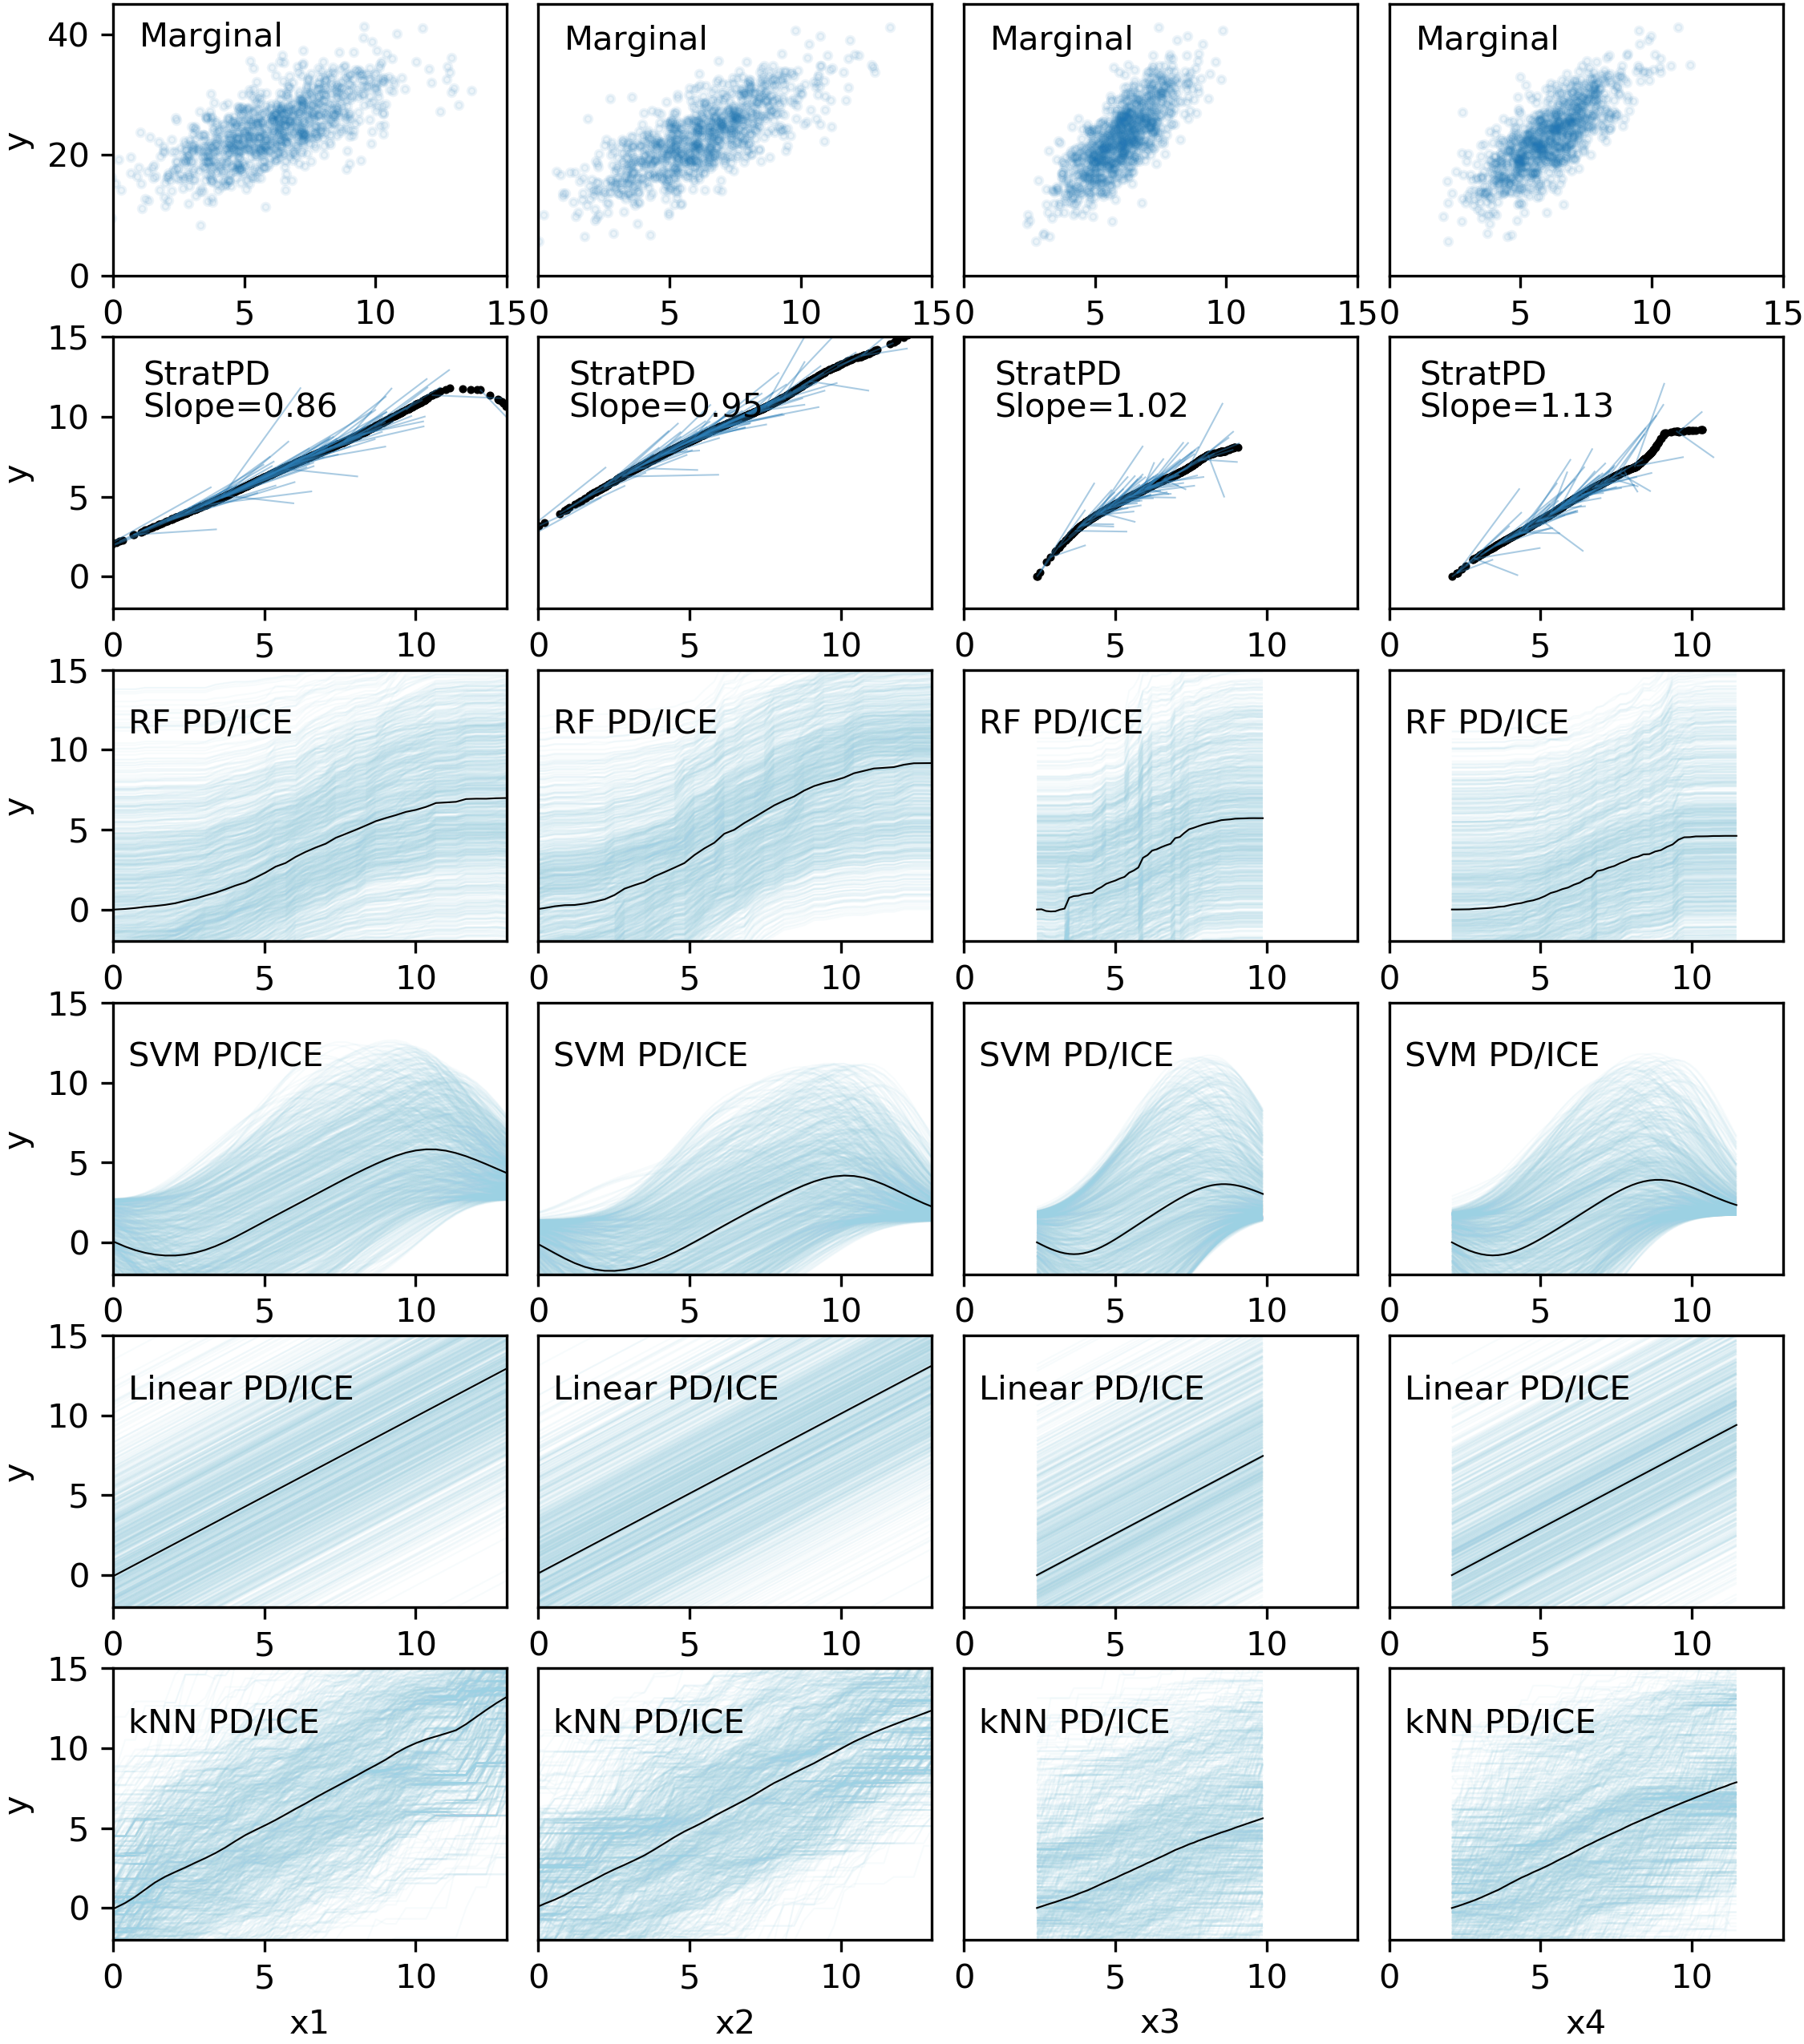 Marginal Marginal Marginal Marginal
y
40
20
0
0 5 10 15 0 5 10 15 0 5 10 15 0 5 10 15
StratPD StratPD StratPD StratPD
Slope=0.86 Slope=0.95 Slope=1.02 Slope=1.13
y
15
10
5
0
0 5 10 0 5 10 0 5 10 0 5 10
RF PD/ICE RF PD/ICE RF PD/ICE RF PD/ICE
y
15
10
5
0
0 5 10 0 5 10 0 5 10 0 5 10
SVM PD/ICE SVM PD/ICE SVM PD/ICE SVM PD/ICE
y
15
10
5
0
0 5 10 0 5 10 0 5 10 0 5 10
Linear PD/ICE Linear PD/ICE Linear PD/ICE Linear PD/ICE
y
15
10
5
0
0 5 10 0 5 10 0 5 10 0 5 10
kNN PD/ICE kNN PD/ICE kNN PD/ICE kNN PD/ICE
y
15
10
5
0
0 5 10 0 5 10 0 5 10 0 5 10
x1 x2 x3 x4